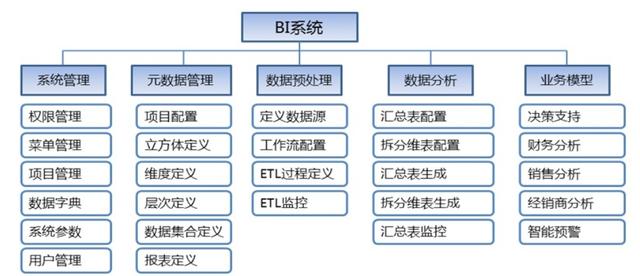 BI系统
系统管理
权限管理
菜单管理
项目管理
数据字典
系统参数
用户管理
元数据管理
项目配置
立方体定义
维度定义
层次定义
数据集合定义
报表定义
数据预处理
定义数据源
工作流配置
ETL过程定义
ETL监控
数据分析
汇总表配置
拆分维表配置
汇总表生成
拆分维表生成
汇总表监控
业务模型
决策支持
财务分析
销售分析
经销商分析
智能预警